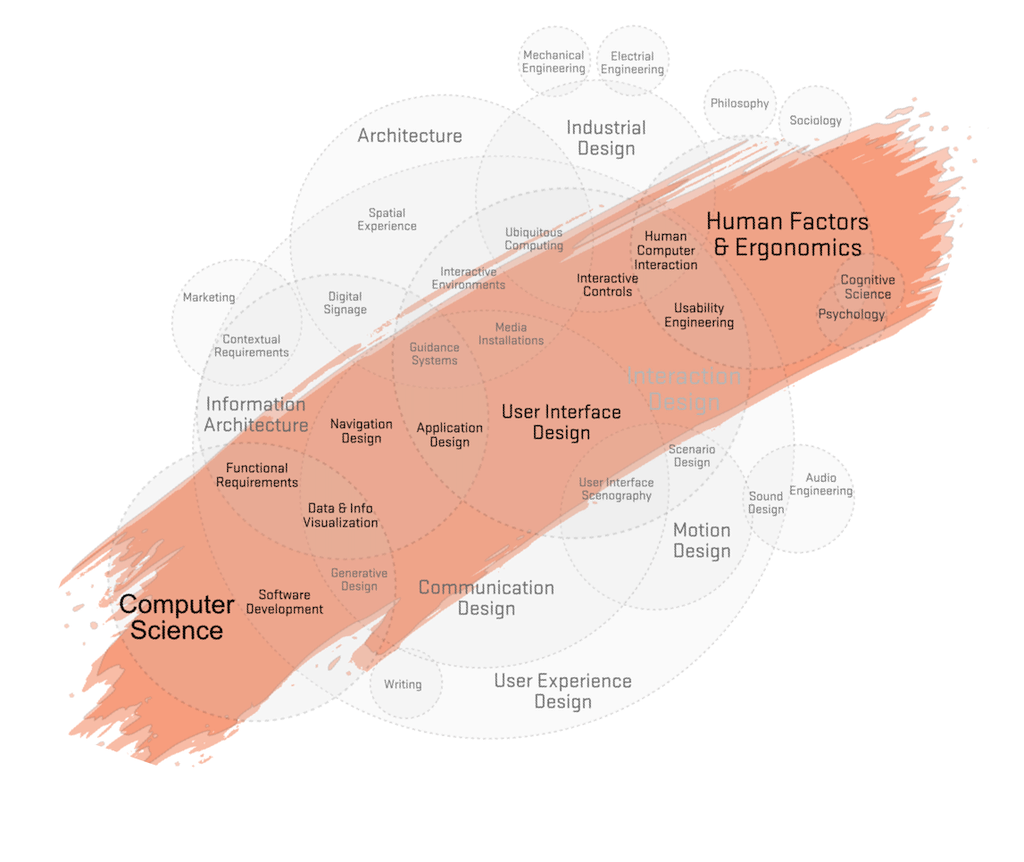 Mechanical
Engineering
Electrial
Engineering
Philosophy
Sociology
Architecture
Industrial
Design
Spatial
Experience
Ubiquitous
Computing
Human
Computer
Interaction
Human Factors
& Ergonomics
Interactive
Environments
Interactive
Controls
Cognitive
Science
Psychology
Marketing
Digital
Signage
Usability
Engineering
Contextual
Requirements
Guidance
Systems
Media
Installations
Interaction
Design
Information
Architecture
Navigation
Design
Application
Design
User Interface
Design
Functional
Requirements
Scenario
Design
User Interface
Scenography
Sound
Design
Audio
Engineering
Data & Info
Visualization
Motion
Design
Generative
Design
Communication
Design
Computer
Science
Software
Development
Writing
User Experience
Design